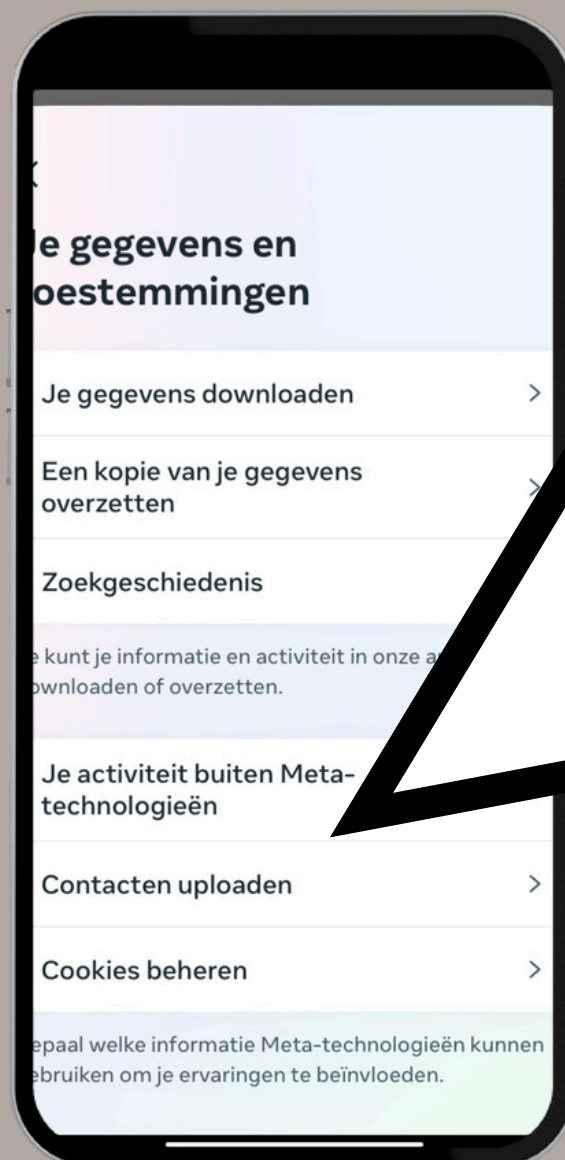 e gegevens en
oestemmingen
Je gegevens downloaden
Een kopie van je gegevens
overzetten
Zoekgeschiedenis
e kunt je informatie en activiteit in onze a
ownloaden of overzetten.
Je activiteit buiten Meta-
technologieën
Contacten uploaden
Cookies beheren
epaal welke informatie Meta-technologieën kunnen
ebruiken om je ervaringen te beïnvloeden.